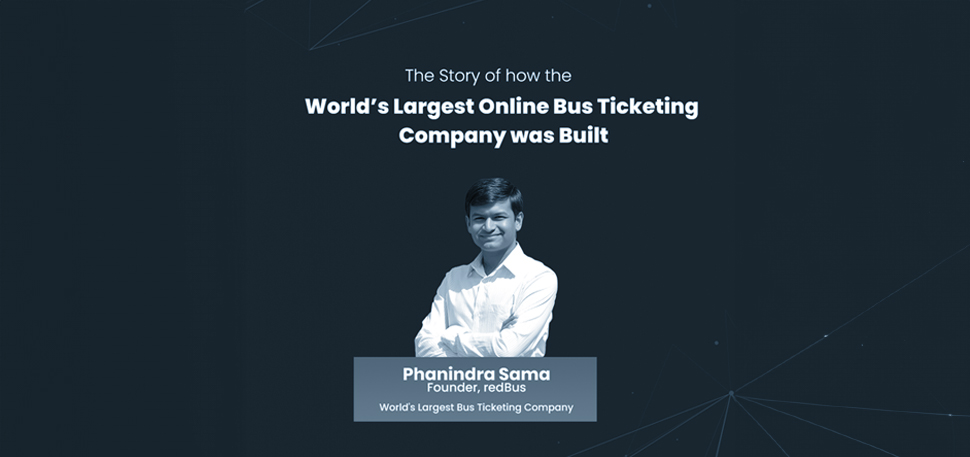 The Story of how the
World’s Largest Online Bus Ticketing
Company was Built
Phanindra Sama
Founder, redBus
World's Largest Bus Ticketing Company